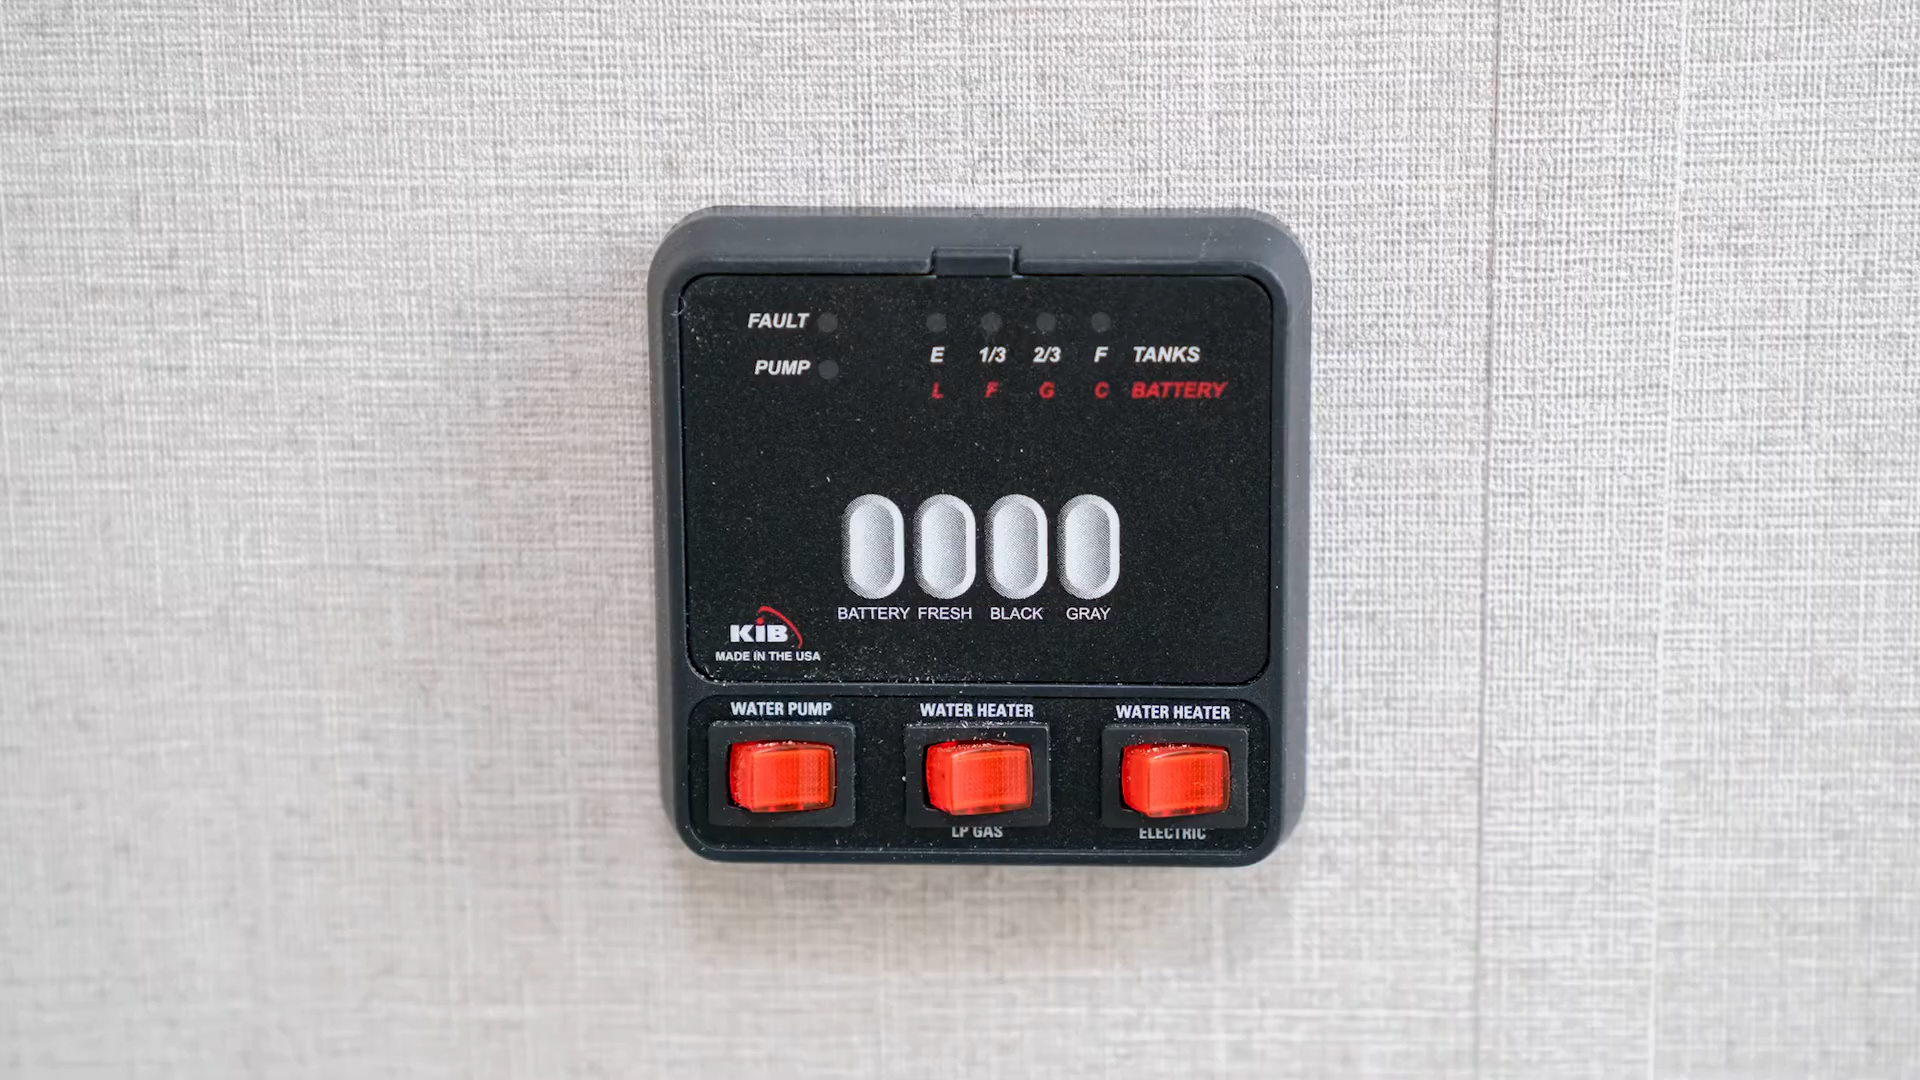 FAULT
PUMP
E 1/3 2/3 F TANKS
L F G C BATTERY
BATTERY FRESH BLACK GRAY
KiB
MADE IN THE USA
WATER PUMP
WATER HEATER
LP GAS
WATER HEATER
ELECTRIC